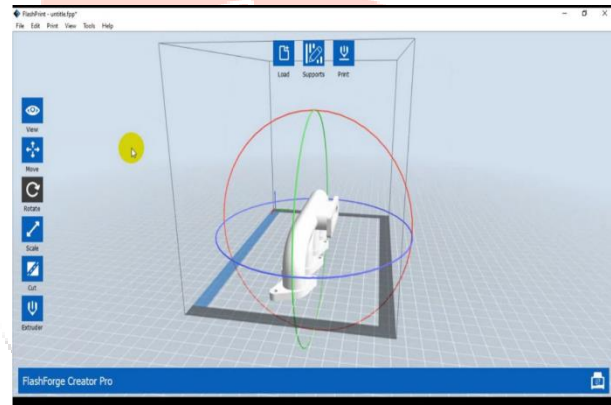 FlashPrint - untitle.fpp*
File Edit Print View Tools Help
Load Supports Print
View
Move
Rotate
Scale
Cut
Extruder
FlashForge Creator Pro